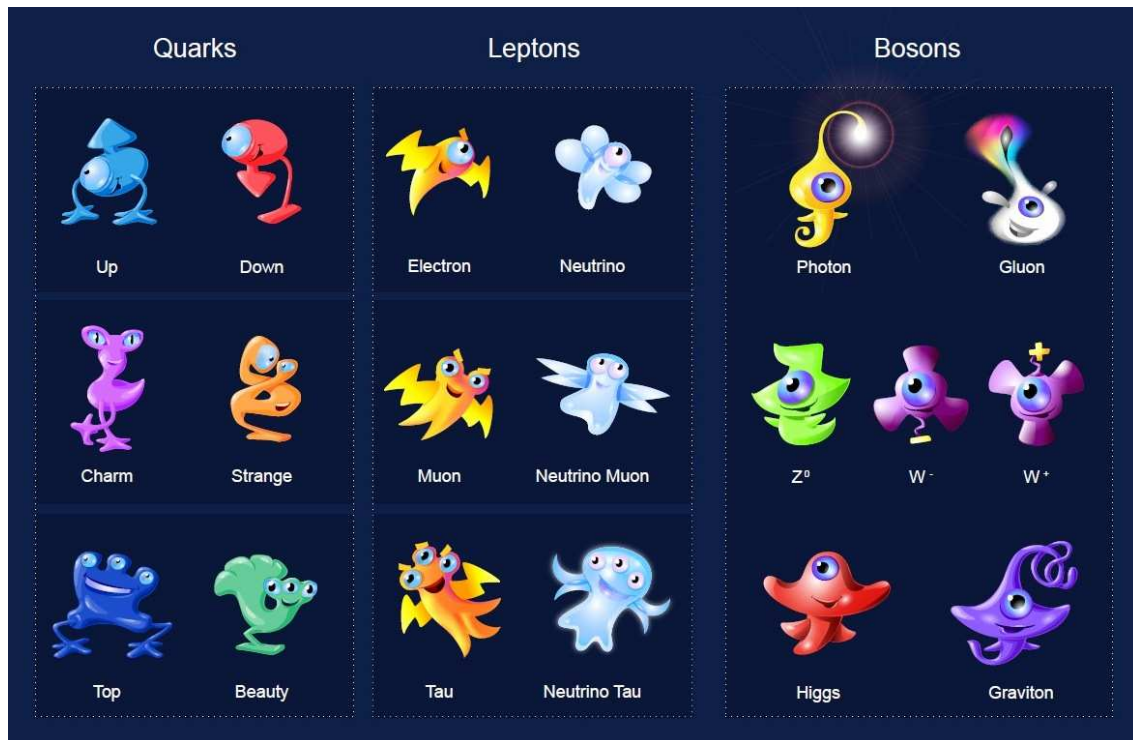 Quarks Leptons Bosons
Up Down Electron Neutrino Photon Gluon
Charm Strange Muon Neutrino Muon Z⁰ W⁻ W⁺
Top Beauty Tau Neutrino Tau Higgs Graviton